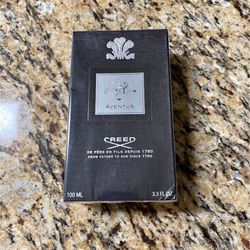 AVENTUS
CREED
DE PÈRE EN FILS DEPUIS 1760
FROM FATHER TO SON SINCE 1760
100 ML 3.3 FL.OZ